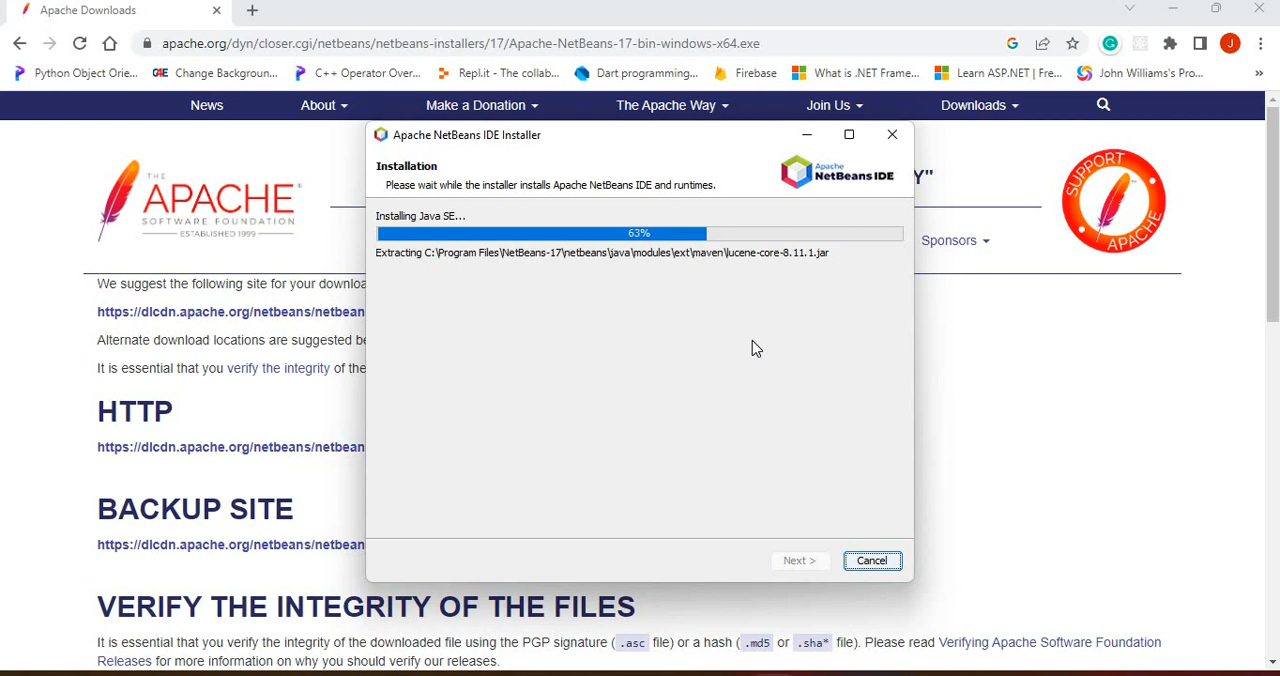 Apache Downloads
apache.org/dyn/closer.cgi/netbeans/netbeans-installers/17/Apache-NetBeans-17-bin-windows-x64.exe
G
J
Python Object Orie...
CAE Change Backgroun...
C++ Operator Over...
Repl.it - The collab...
Dart programming,...
Firebase
What is .NET Frame...
Learn ASP.NET | Fre...
John Williams's Pro...
»
News
About
Make a Donation
The Apache Way
Join Us
Downloads
Apache NetBeans IDE Installer
Installation
Please wait while the installer installs Apache NetBeans IDE and runtimes.
Apache
NetBeans IDE
THE
APACHE
SOFTWARE FOUNDATION
ESTABLISHED 1999
Y"
SUPPORT
APACHE
Sponsors
Installing Java SE...
63%
Extracting C:\Program Files\NetBeans-17\netbeans\java\modules\ext\maven\lucene-core-8.11.1.jar
We suggest the following site for your downloa
https://dlcdn.apache.org/netbeans/netbean
Alternate download locations are suggested be
It is essential that you verify the integrity of the
HTTP
https://dlcdn.apache.org/netbeans/netbean
BACKUP SITE
https://dlcdn.apache.org/netbeans/netbean
Next >
Cancel
VERIFY THE INTEGRITY OF THE FILES
It is essential that you verify the integrity of the downloaded file using the PGP signature ( .asc file) or a hash ( .md5 or .sha* file). Please read Verifying Apache Software Foundation
Releases for more information on why you should verify our releases.